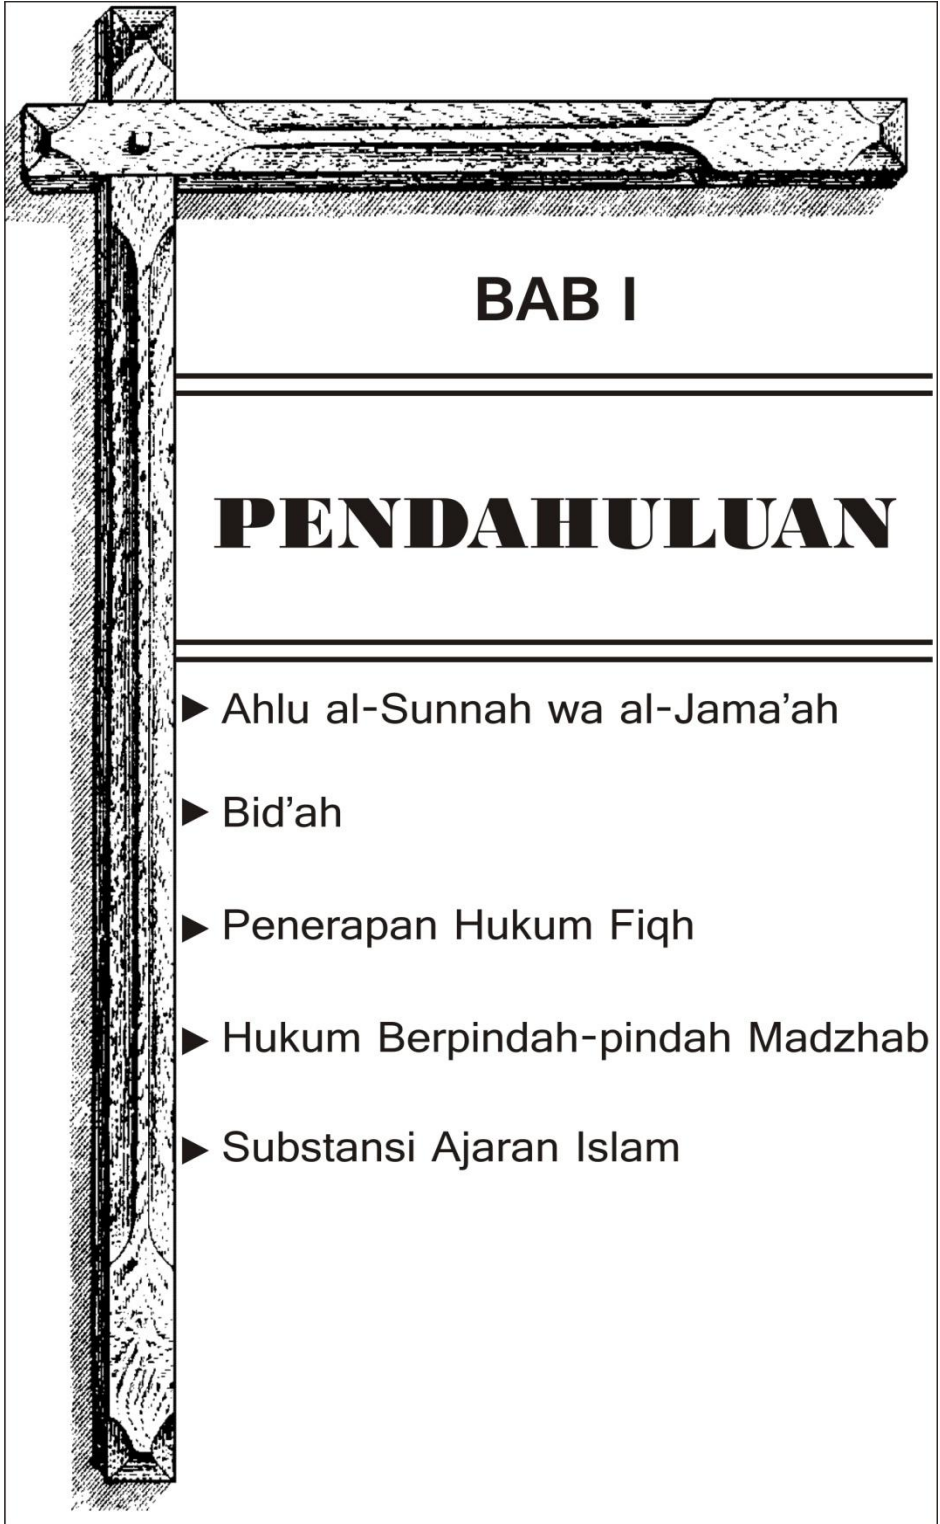 BAB I
PENDAHULUAN
Ahlu al-Sunnah wa al-Jama'ah
Bid'ah
Penerapan Hukum Fiqh
Hukum Berpindah-pindah Madzhab
Substansi Ajaran Islam